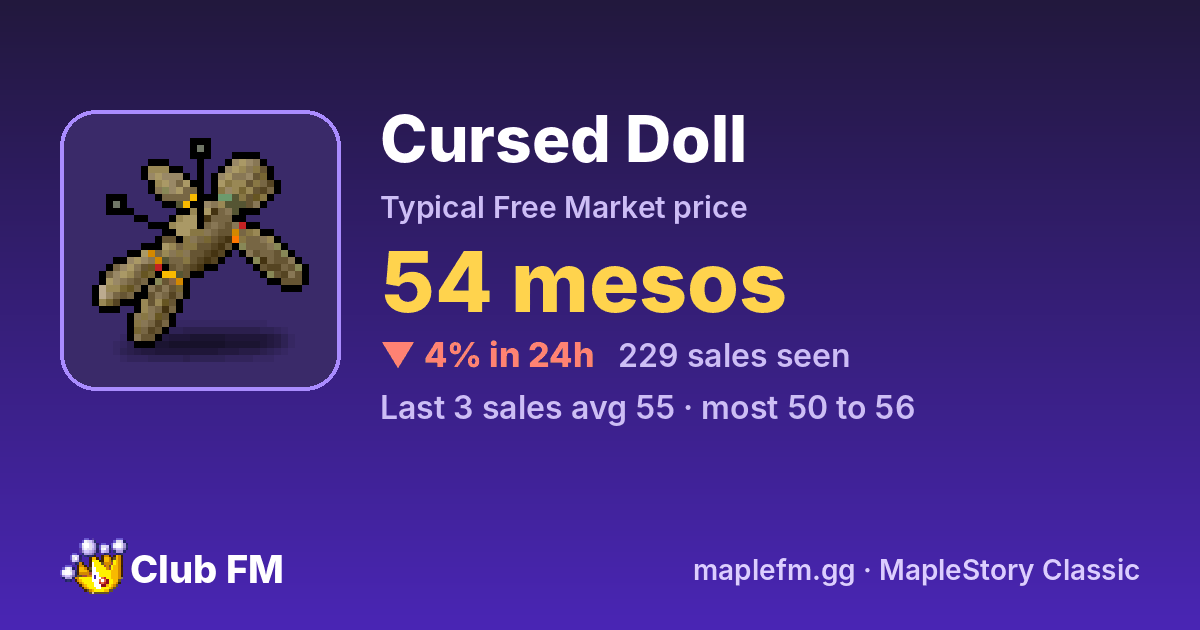 Cursed Doll
Typical Free Market price
54 mesos
▼ 4% in 24h 229 sales seen
Last 3 sales avg 55 · most 50 to 56
Club FM
maplefm.gg · MapleStory Classic